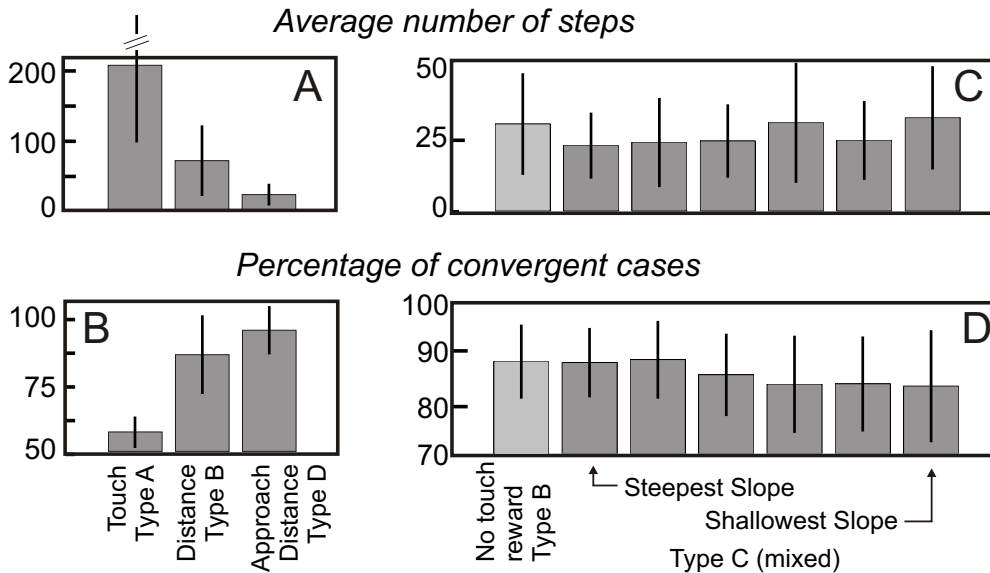 Average number of steps
A
200
100
0
C
50
25
0
Percentage of convergent cases
B
100
75
50
D
100
90
80
70
Touch
Type A
Distance
Type B
Approach
Distance
Type D
No touch
reward
Type B
Steepest Slope
Shallowest Slope
Type C (mixed)